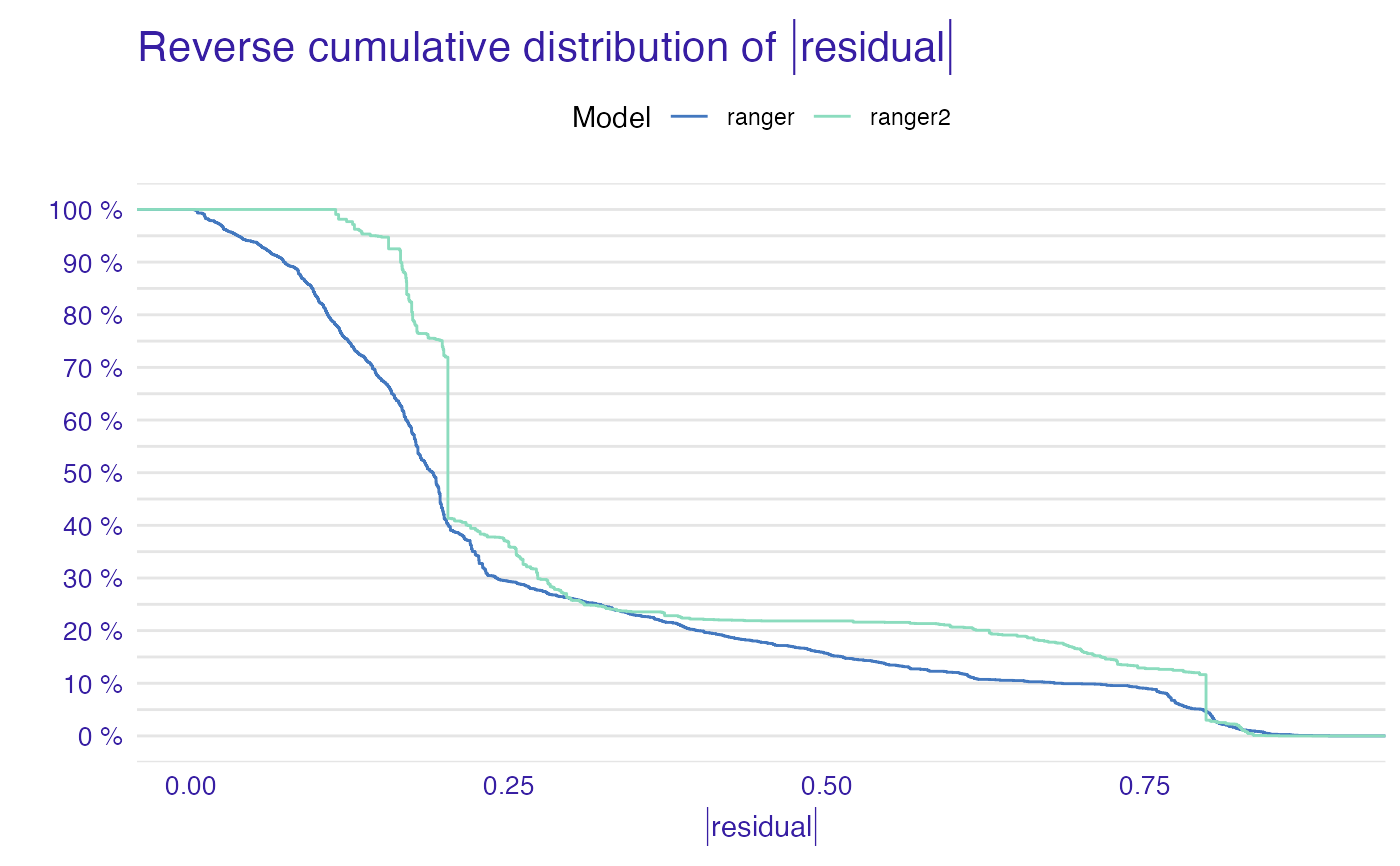 Reverse cumulative distribution of |residual|
Model ranger ranger2
100 %
90 %
80 %
70 %
60 %
50 %
40 %
30 %
20 %
10 %
0 %
0.00 0.25 0.50 0.75
|residual|